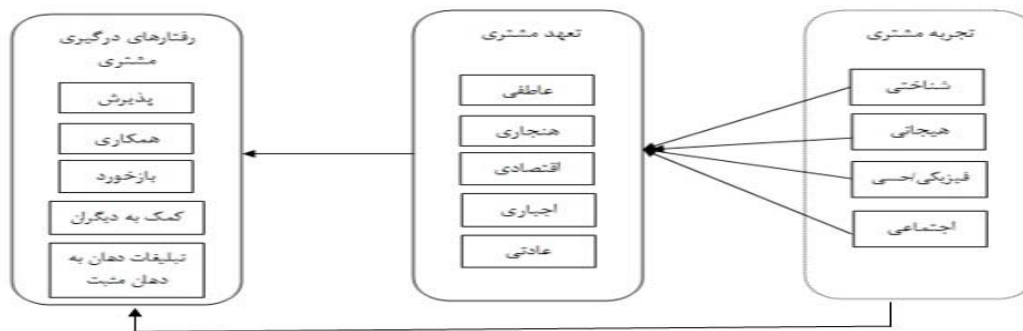 تجربه مشتری
شناختی
هیجانی
فیزیکی/حسی
اجتماعی
تعهد مشتری
عاطفی
هنجاری
اقتصادی
اجباری
عادتی
رفتارهای درگیری
مشتری
پذیرش
همکاری
بازخورد
کمک به دیگران
تبلیغات دهان به
دهان مثبت